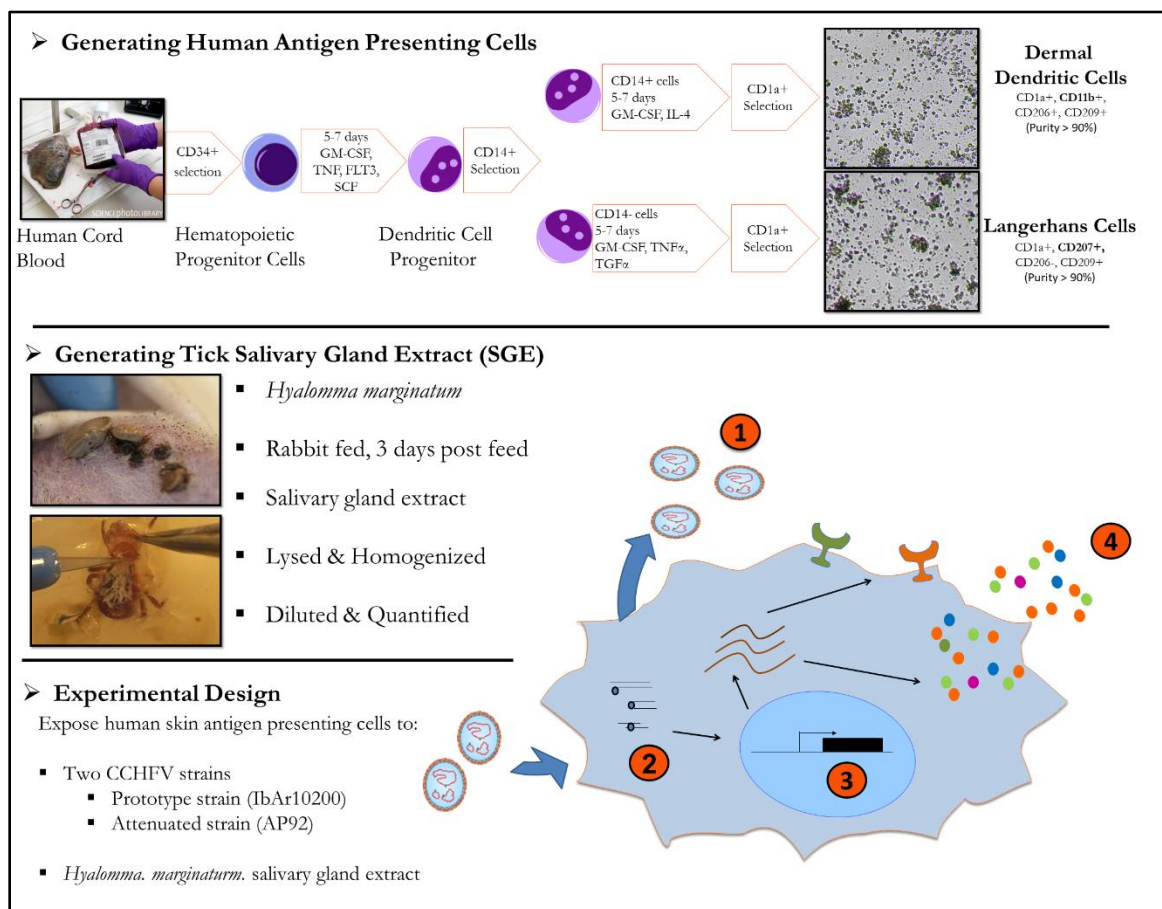 ➢ Generating Human Antigen Presenting Cells
SCIENCEPHOTOLIBRARY
Human Cord
Blood
CD34+
selection
Hematopoietic
Progenitor Cells
5-7 days
GM-CSF,
TNF, FLT3,
SCF
Dendritic Cell
Progenitor
CD14+
Selection
CD14+ cells
5-7 days
GM-CSF, IL-4
CD1a+
Selection
Dermal
Dendritic Cells
CD1a+, CD11b+,
CD206+, CD209+
(Purity > 90%)
CD14- cells
5-7 days
GM-CSF, TNFα,
TGFα
CD1a+
Selection
Langerhans Cells
CD1a+, CD207+,
CD206-, CD209+
(Purity > 90%)
➢ Generating Tick Salivary Gland Extract (SGE)
▪ Hyalomma marginatum
▪ Rabbit fed, 3 days post feed
▪ Salivary gland extract
▪ Lysed & Homogenized
▪ Diluted & Quantified
➢ Experimental Design
Expose human skin antigen presenting cells to:
▪ Two CCHFV strains
▪ Prototype strain (IbAr10200)
▪ Attenuated strain (AP92)
▪ Hyalomma. marginaturm. salivary gland extract
1
2
3
4